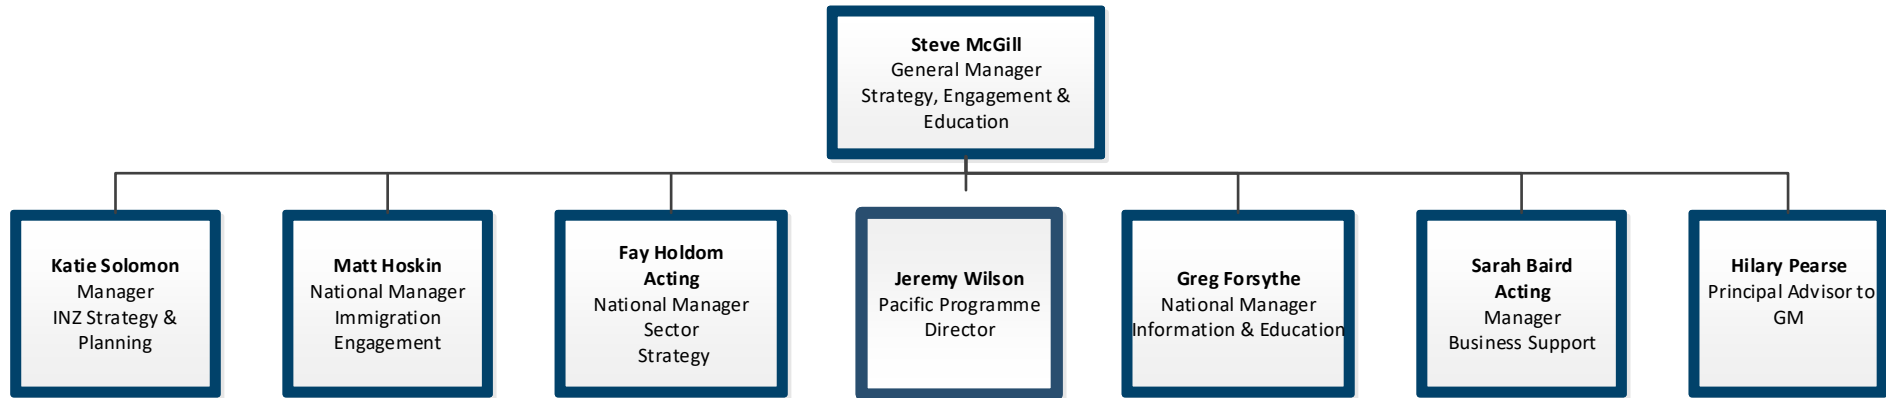 Steve McGill
General Manager
Strategy, Engagement &
Education
Katie Solomon
Manager
INZ Strategy &
Planning
Matt Hoskin
National Manager
Immigration
Engagement
Fay Holdom
Acting
National Manager
Sector
Strategy
Jeremy Wilson
Pacific Programme
Director
Greg Forsythe
National Manager
Information & Education
Sarah Baird
Acting
Manager
Business Support
Hilary Pearse
Principal Advisor to
GM